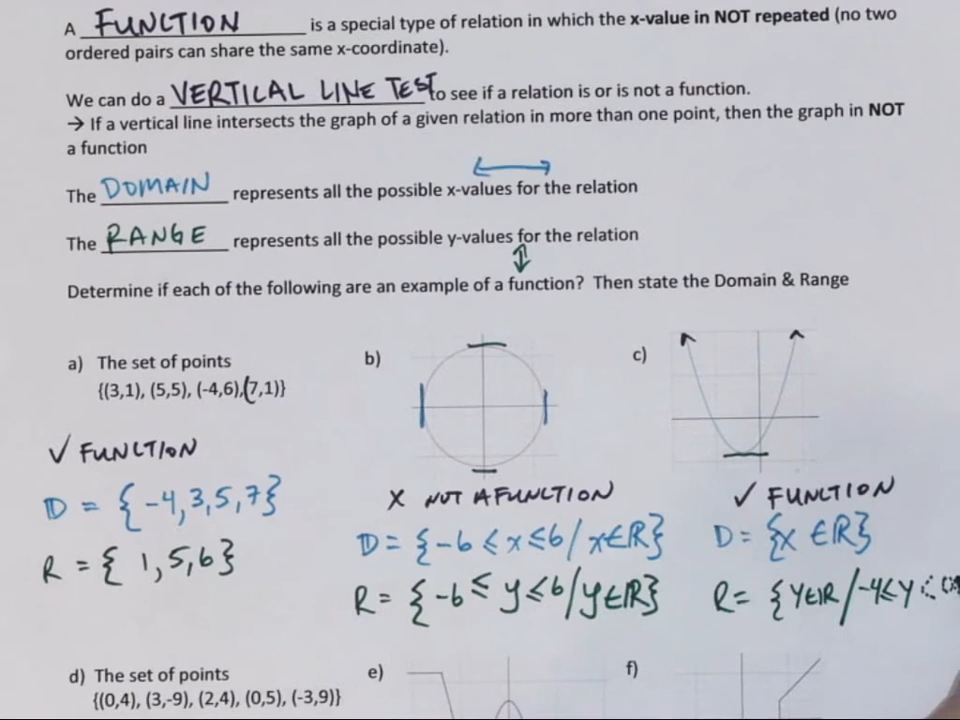 A FUNCTION is a special type of relation in which the x-value in NOT repeated (no two
ordered pairs can share the same x-coordinate).
We can do a VERTICAL LINE TEST to see if a relation is or is not a function.
→ If a vertical line intersects the graph of a given relation in more than one point, then the graph in NOT
a function
The DOMAIN represents all the possible x-values for the relation
The RANGE represents all the possible y-values for the relation
Determine if each of the following are an example of a function? Then state the Domain & Range
a) The set of points
{(3,1), (5,5), (-4,6),(7,1)}
✓ FUNCTION
D = {-4,3,5,7}
R = { 1,5,6}
b)
X NOT A FUNCTION
D = {-6 ≤ x ≤ 6 / x∈R}
R = {-6 ≤ y ≤ 6 / y∈R}
c)
✓ FUNCTION
D = {x ∈R}
R = {y∈R / -4≤y ≤
d) The set of points
{(0,4), (3,-9), (2,4), (0,5), (-3,9)}
e)
f)